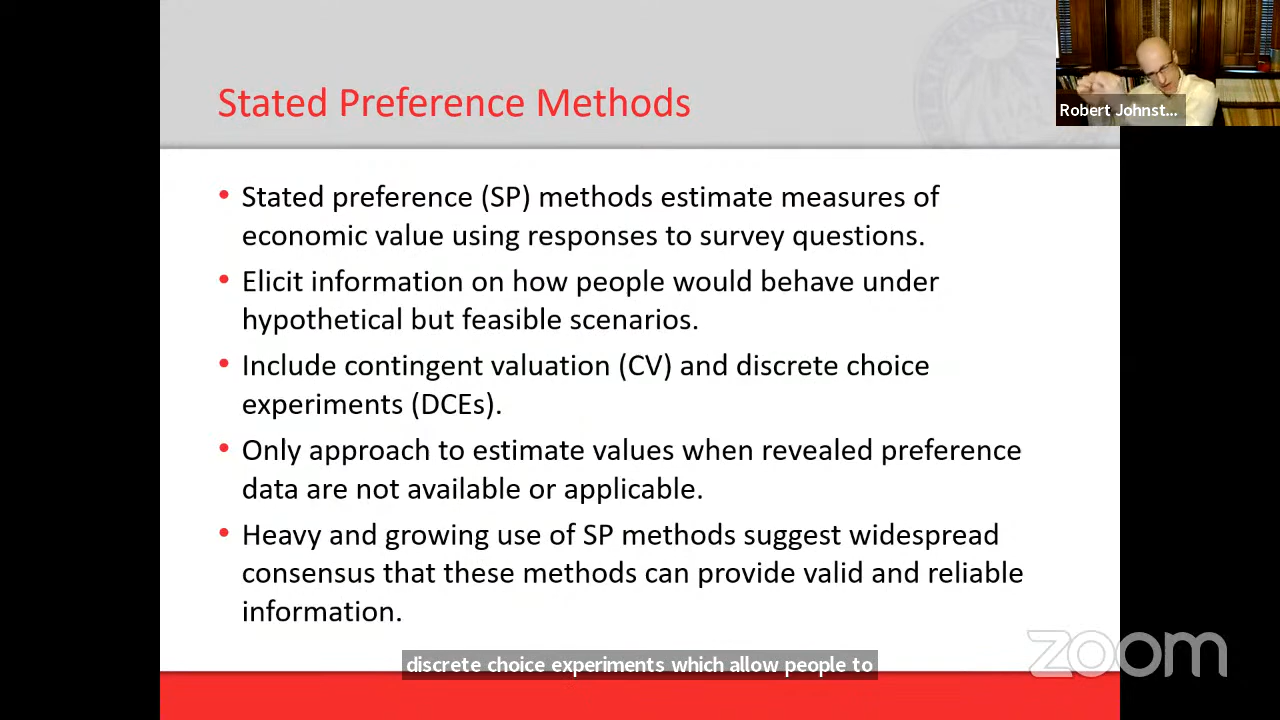 Stated Preference Methods
Robert Johnst...
• Stated preference (SP) methods estimate measures of
economic value using responses to survey questions.
• Elicit information on how people would behave under
hypothetical but feasible scenarios.
• Include contingent valuation (CV) and discrete choice
experiments (DCEs).
• Only approach to estimate values when revealed preference
data are not available or applicable.
• Heavy and growing use of SP methods suggest widespread
consensus that these methods can provide valid and reliable
information.
discrete choice experiments which allow people to
zoom